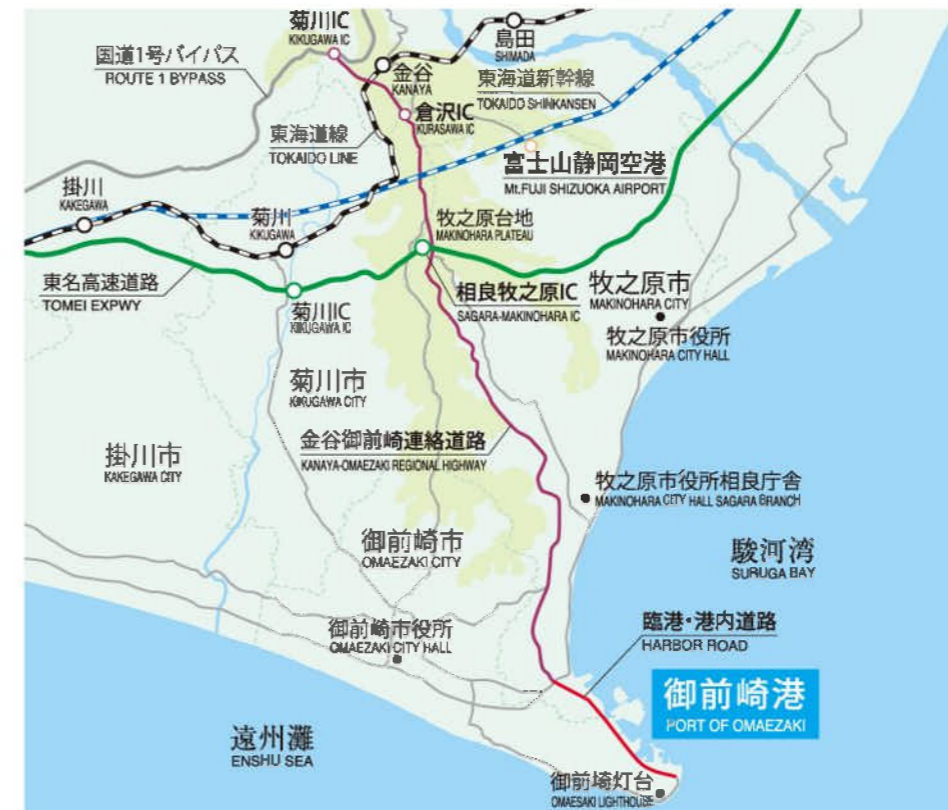 菊川IC
KIKUGAWA IC
国道1号バイパス
ROUTE 1 BYPASS
島田
SHIMADA
金谷
KANAYA
東海道新幹線
TOKAIDO SHINKANSEN
倉沢IC
KURASAWA IC
東海道線
TOKAIDO LINE
富士山静岡空港
Mt.FUJI SHIZUOKA AIRPORT
掛川
KAKEGAWA
菊川
KIKUGAWA
牧之原台地
MAKINOHARA PLATEAU
東名高速道路
TOMEI EXPWY
相良牧之原IC
SAGARA-MAKINOHARA IC
牧之原市
MAKINOHARA CITY
菊川IC
KIKUGAWA IC
牧之原市役所
MAKINOHARA CITY HALL
菊川市
KIKUGAWA CITY
金谷御前崎連絡道路
KANAYA-OMAEZAKI REGIONAL HIGHWAY
掛川市
KAKEGAWA CITY
牧之原市役所相良庁舎
MAKINOHARA CITY HALL SAGARA BRANCH
御前崎市
OMAEZAKI CITY
駿河湾
SURUGA BAY
御前崎市役所
OMAEZAKI CITY HALL
臨港・港内道路
HARBOR ROAD
御前崎港
PORT OF OMAEZAKI
遠州灘
ENSHU SEA
御前埼灯台
OMAESAKI LIGHTHOUSE